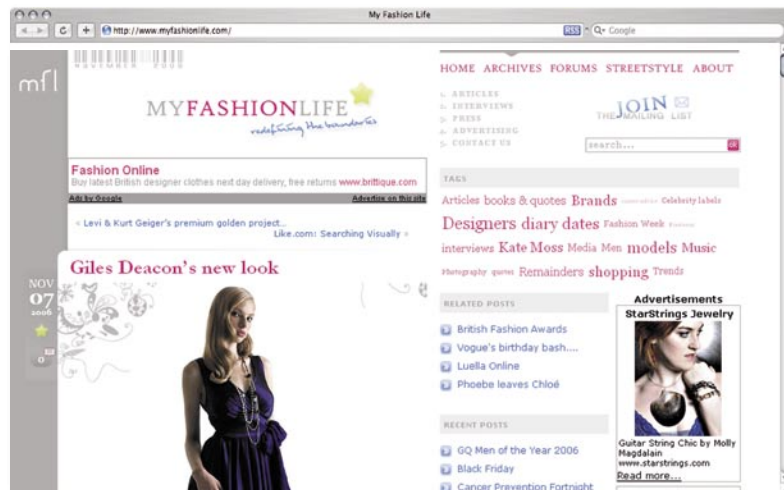 My Fashion Life
http://www.myfashionlife.com/
RSS
Google
mfl
NOVEMBER 2006
MYFASHIONLIFE
redefining the boundaries
HOME ARCHIVES FORUMS STREETSTYLE ABOUT
ARTICLES
INTERVIEWS
PRESS
ADVERTISING
CONTACT US
JOIN
THE MAILING LIST
search...
ok
Fashion Online
Buy latest British designer clothes next day delivery, free returns www.brittique.com
Ads by Google
Advertise on this site
« Levi & Kurt Geiger's premium golden project...
Like.com: Searching Visually »
Giles Deacon's new look
NOV
07
2006
0
TAGS
Articles books & quotes Brands Celebrity labels
Designers diary dates Fashion Week
interviews Kate Moss Media Men models Music
Photography quotes Remainders shopping Trends
RELATED POSTS
British Fashion Awards
Vogue's birthday bash....
Luella Online
Phoebe leaves Chloé
RECENT POSTS
GQ Men of the Year 2006
Black Friday
Cancer Prevention Fortnight
Advertisements
StarStrings Jewelry
Guitar String Chic by Molly
Magdalain
www.starstrings.com
Read more...